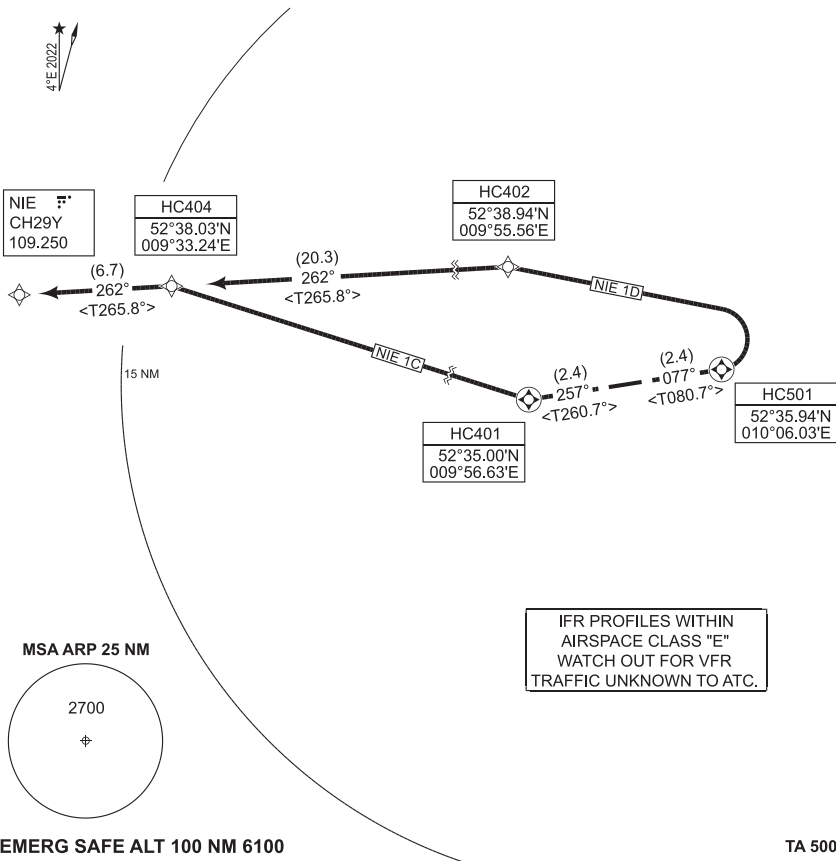 4°E 2022
NIE
CH29Y
109.250
HC404
52°38.03'N
009°33.24'E
HC402
52°38.94'N
009°55.56'E
(6.7)
262°
<T265.8°>
(20.3)
262°
<T265.8°>
NIE 1D
NIE 1C
15 NM
(2.4)
257°
<T260.7°>
(2.4)
077°
<T080.7°>
HC501
52°35.94'N
010°06.03'E
HC401
52°35.00'N
009°56.63'E
IFR PROFILES WITHIN
AIRSPACE CLASS "E"
WATCH OUT FOR VFR
TRAFFIC UNKNOWN TO ATC.
MSA ARP 25 NM
2700
EMERG SAFE ALT 100 NM 6100
TA 500